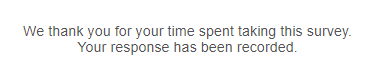 We thank you for your time spent taking this survey.
Your response has been recorded.